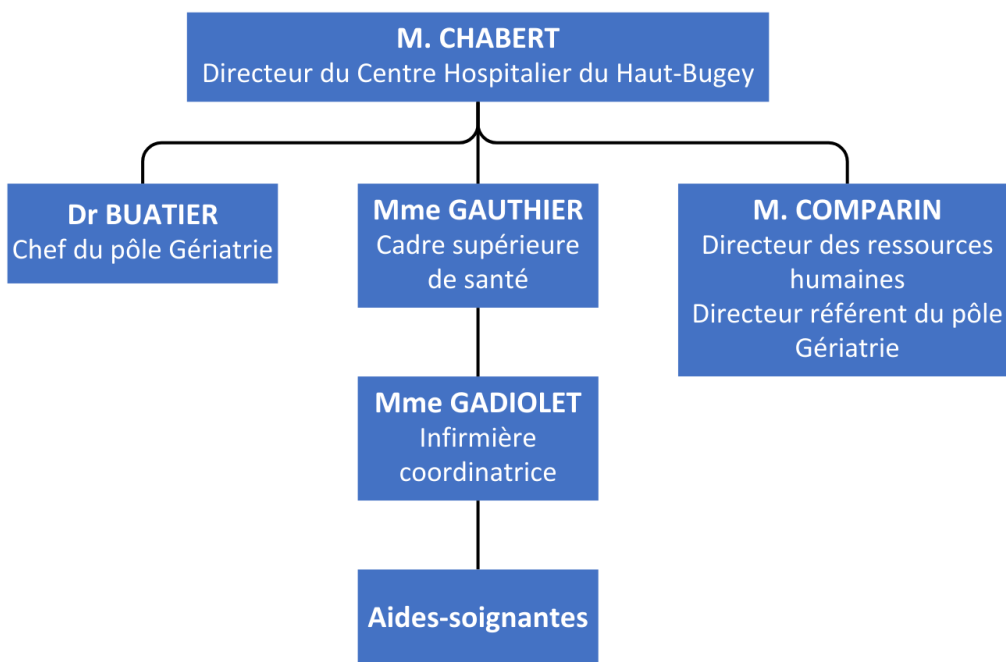 M. CHABERT
Directeur du Centre Hospitalier du Haut-Bugey
Dr BUATIER
Chef du pôle Gériatrie
Mme GAUTHIER
Cadre supérieure
de santé
M. COMPARIN
Directeur des ressources
humaines
Directeur référent du pôle
Gériatrie
Mme GADIOLET
Infirmière
coordinatrice
Aides-soignantes